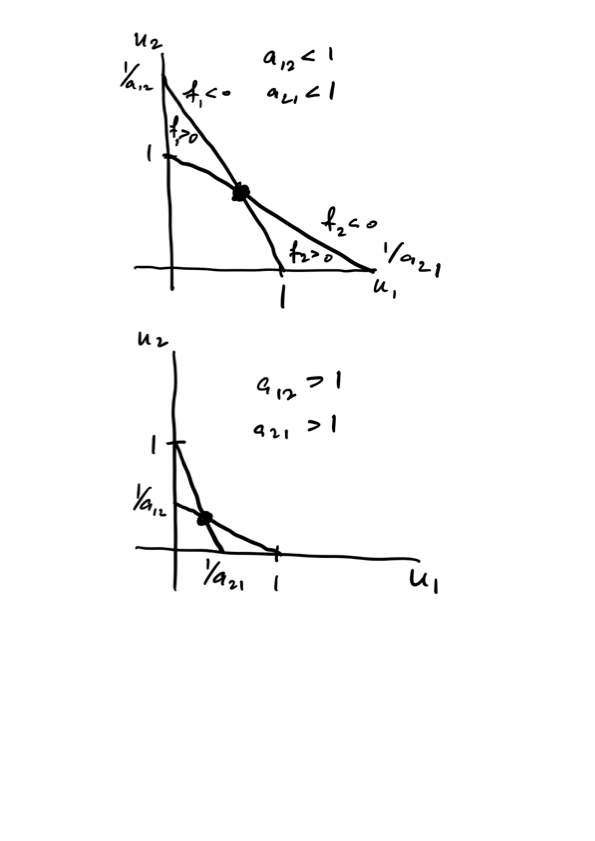 u₂
a₁₂ < 1
1/a₁₂
f₁<0
a₂₁ < 1
f₁>0
1
f₂<0
f₂>0
1/a₂₁
1
u₁
u₂
a₁₂ > 1
a₂₁ > 1
1
1/a₁₂
1/a₂₁
1
u₁